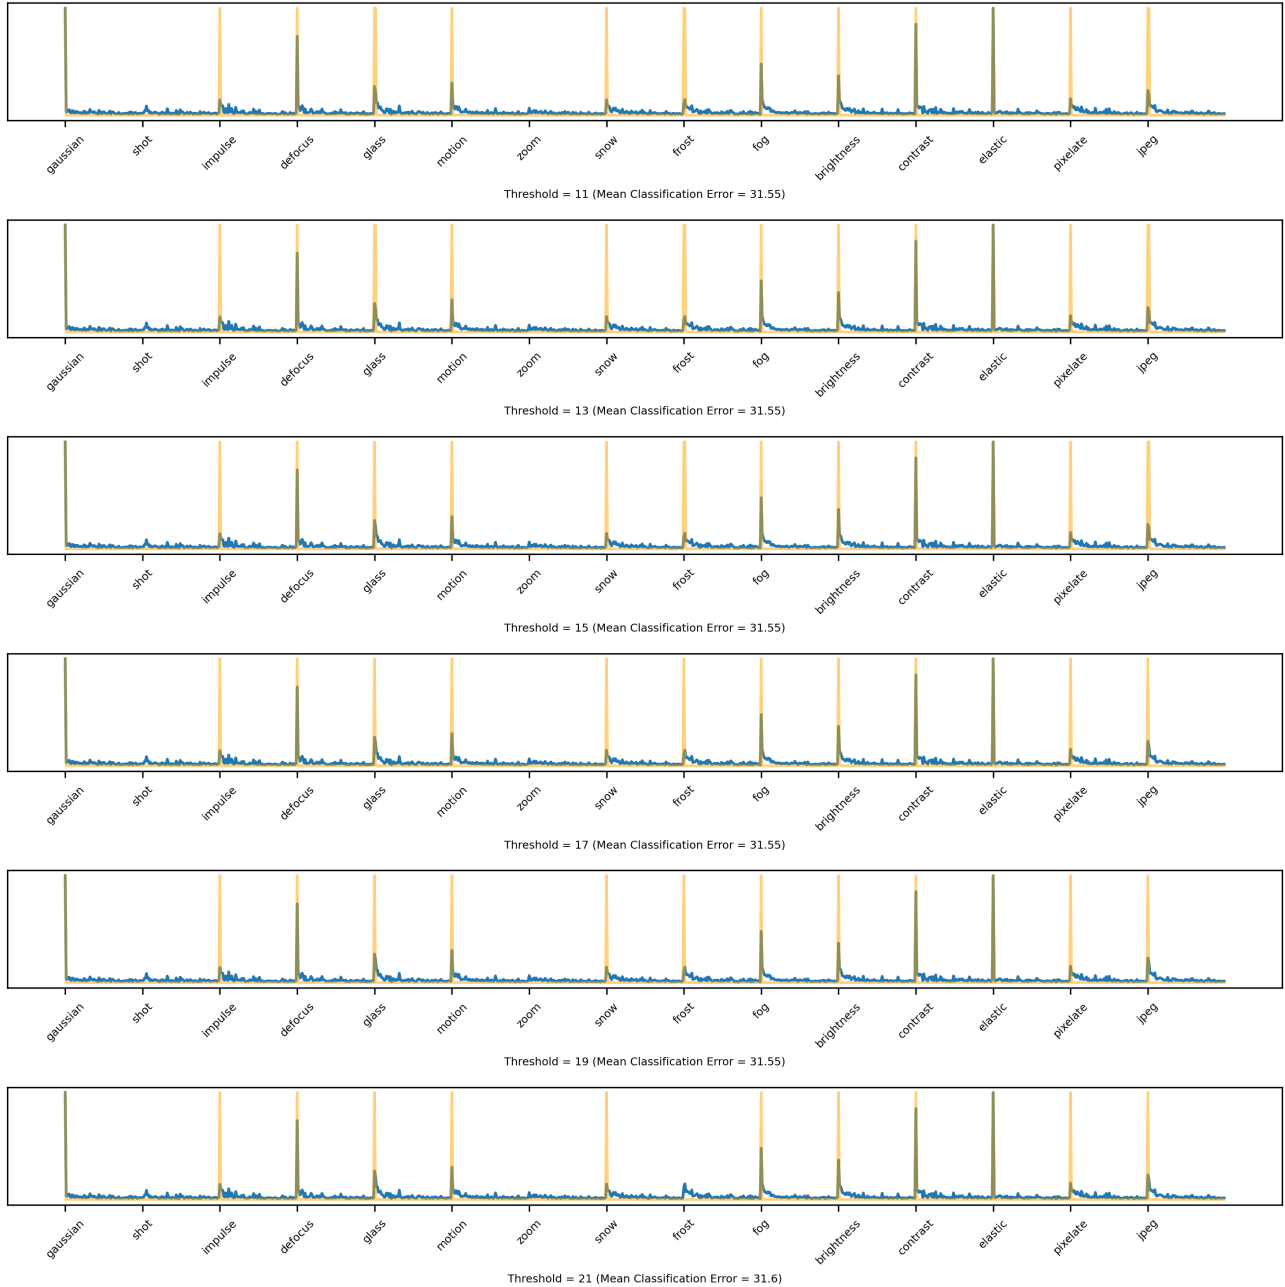 gaussian shot impulse defocus glass motion zoom snow frost fog brightness contrast elastic pixelate jpeg
Threshold = 11 (Mean Classification Error = 31.55)
gaussian shot impulse defocus glass motion zoom snow frost fog brightness contrast elastic pixelate jpeg
Threshold = 13 (Mean Classification Error = 31.55)
gaussian shot impulse defocus glass motion zoom snow frost fog brightness contrast elastic pixelate jpeg
Threshold = 15 (Mean Classification Error = 31.55)
gaussian shot impulse defocus glass motion zoom snow frost fog brightness contrast elastic pixelate jpeg
Threshold = 17 (Mean Classification Error = 31.55)
gaussian shot impulse defocus glass motion zoom snow frost fog brightness contrast elastic pixelate jpeg
Threshold = 19 (Mean Classification Error = 31.55)
gaussian shot impulse defocus glass motion zoom snow frost fog brightness contrast elastic pixelate jpeg
Threshold = 21 (Mean Classification Error = 31.6)